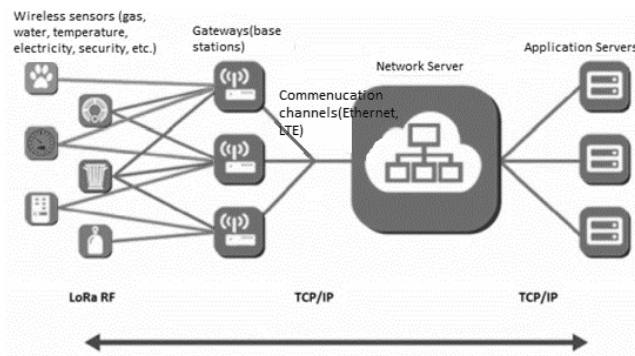 Wireless sensors (gas,
water, temperature,
electricity, security, etc.)
Gateways(base
stations)
Commenucation
channels(Ethernet,
LTE)
Network Server
Application Servers
LoRa RF
TCP/IP
TCP/IP